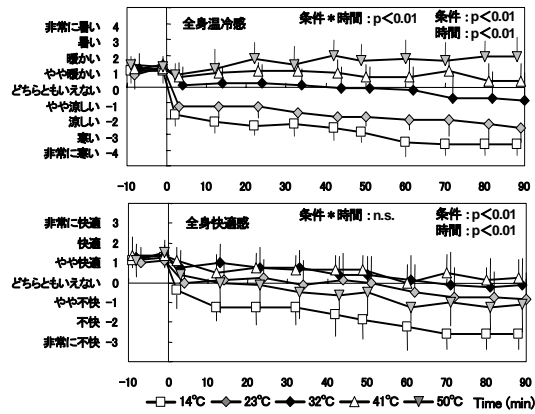 全身温冷感
条件＊時間 : p＜0.01
条件 : p＜0.01
時間 : p＜0.01
非常に暑い 4
暑い 3
暖かい 2
やや暖かい 1
どちらともいえない 0
やや涼しい -1
涼しい -2
寒い -3
非常に寒い -4
-10 0 10 20 30 40 50 60 70 80 90
全身快適感
条件＊時間 : n.s.
条件 : p＜0.01
時間 : p＜0.01
非常に快適 3
快適 2
やや快適 1
どちらともいえない 0
やや不快 -1
不快 -2
非常に不快 -3
-10 0 10 20 30 40 50 60 70 80 90
14℃ 23℃ 32℃ 41℃ 50℃ Time (min)